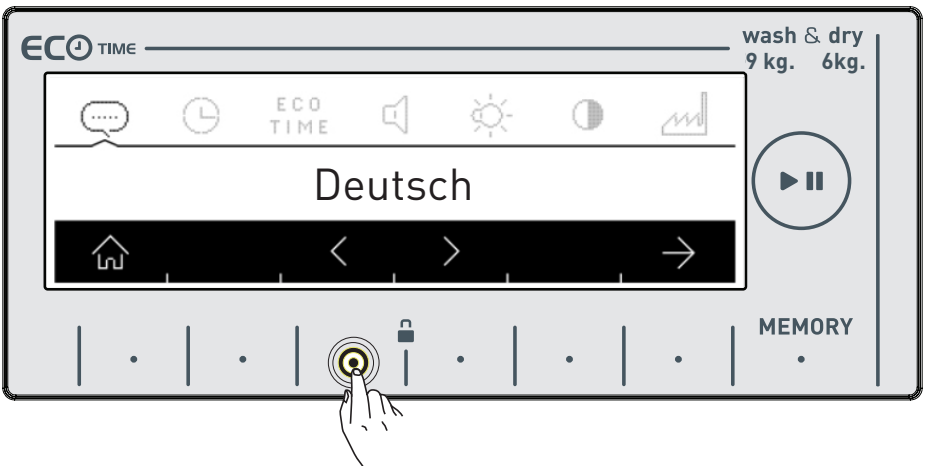 ECO TIME
wash & dry
9 kg. 6kg.
ECO
TIME
Deutsch
MEMORY